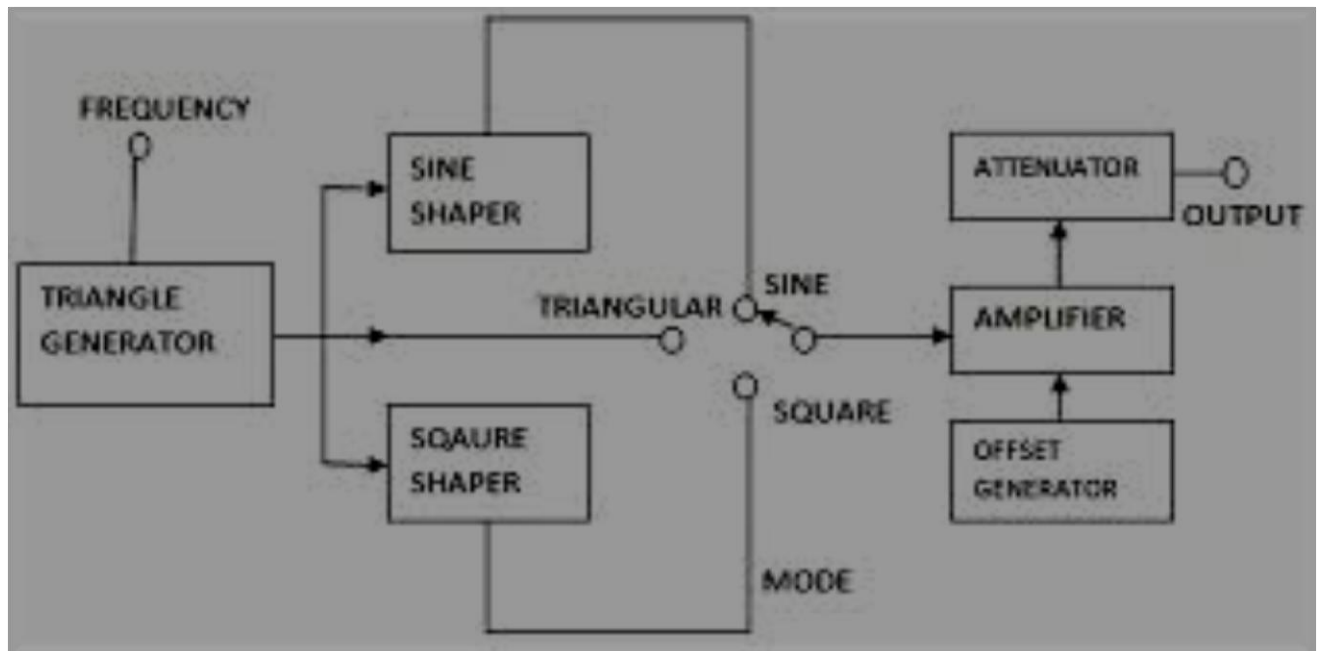 FREQUENCY
TRIANGLE
GENERATOR
SINE
SHAPER
SQAURE
SHAPER
TRIANGULAR
SINE
SQUARE
MODE
ATTENUATOR
OUTPUT
AMPLIFIER
OFFSET
GENERATOR